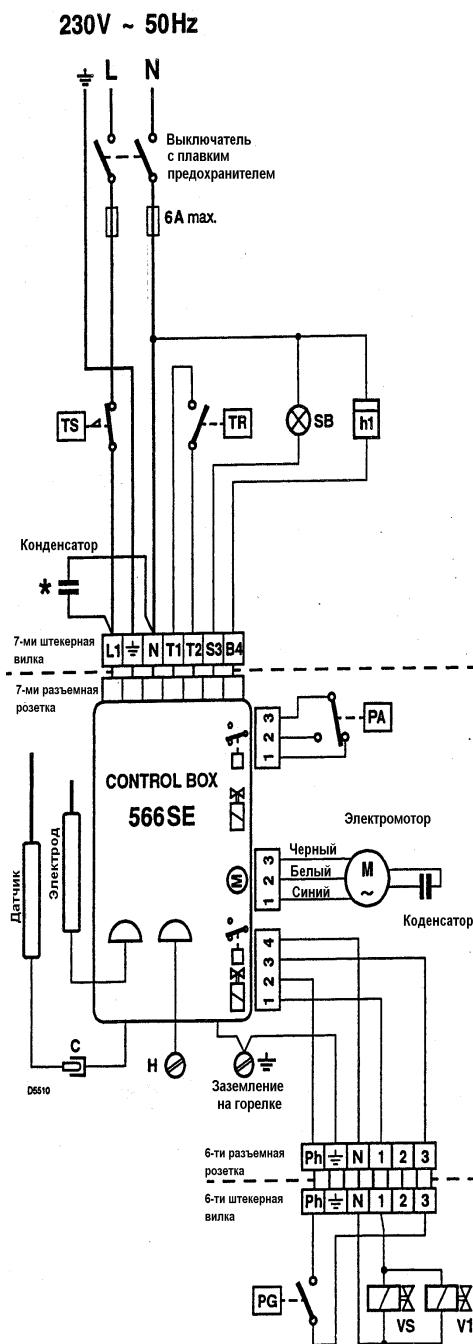 230V ~ 50Hz
L N
Выключатель
с плавким
предохранителем
6A max.
TS
TR
SB
h1
Конденсатор
*
7-ми штекерная
вилка
L1 N T1 T2 S3 B4
7-ми разъемная
розетка
CONTROL BOX
566SE
3
2
1
PA
Электромотор
Датчик
Электрод
M
3
2
1
Черный
Белый
Синий
M
~
Коденсатор
4
3
2
1
C
H
D5510
Заземление
на горелке
6-ти разъемная
розетка
Ph N 1 2 3
6-ти штекерная
вилка
Ph N 1 2 3
PG
VS
V1